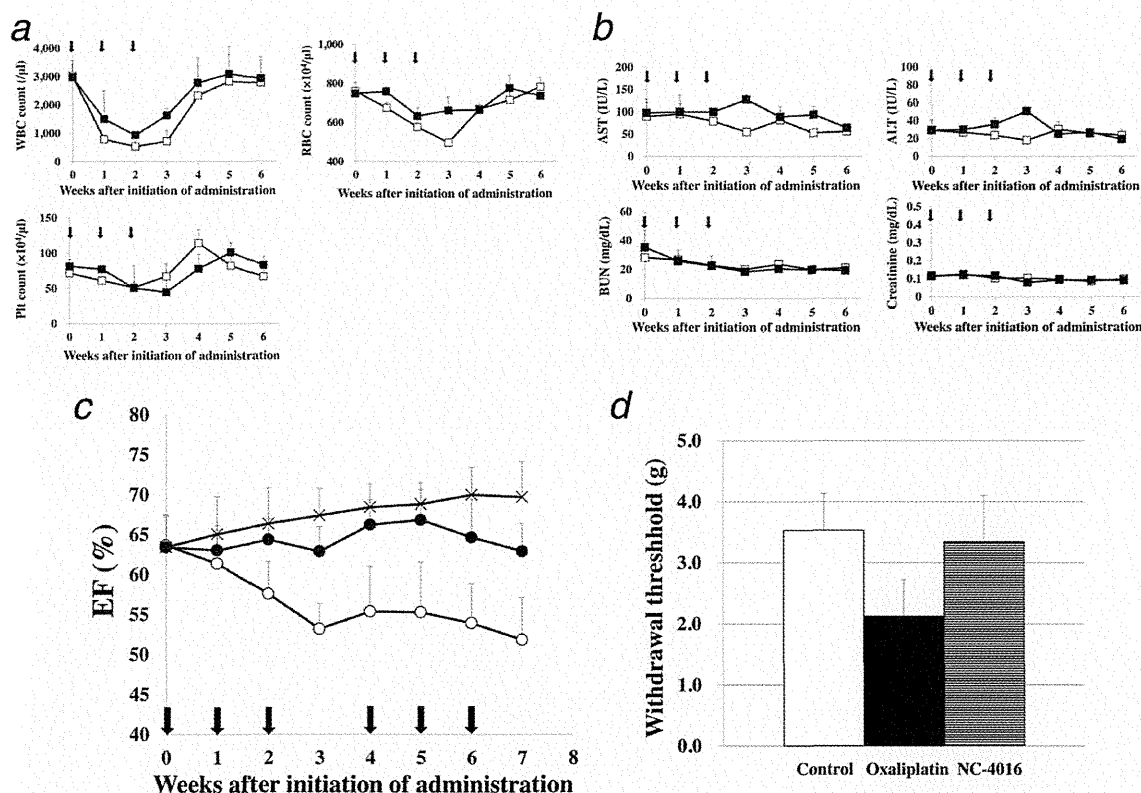 a
WBC count (/μl)
4,000
3,000
2,000
1,000
0
0 1 2 3 4 5 6
Weeks after initiation of administration
RBC count (×10⁴/μl)
1,000
800
600
400
0 1 2 3 4 5 6
Weeks after initiation of administration
Plt count (×10⁴/μl)
150
100
50
0
0 1 2 3 4 5 6
Weeks after initiation of administration
b
AST (IU/L)
200
150
100
50
0
0 1 2 3 4 5 6
Weeks after initiation of administration
ALT (IU/L)
100
80
60
40
20
0
0 1 2 3 4 5 6
Weeks after initiation of administration
BUN (mg/dL)
60
40
20
0
0 1 2 3 4 5 6
Weeks after initiation of administration
Creatinine (mg/dL)
0.5
0.4
0.3
0.2
0.1
0
0 1 2 3 4 5 6
Weeks after initiation of administration
c
EF (%)
80
75
70
65
60
55
50
45
40
0 1 2 3 4 5 6 7 8
Weeks after initiation of administration
d
Withdrawal threshhold (g)
5.0
4.0
3.0
2.0
1.0
0.0
Control Oxaliplatin NC-4016